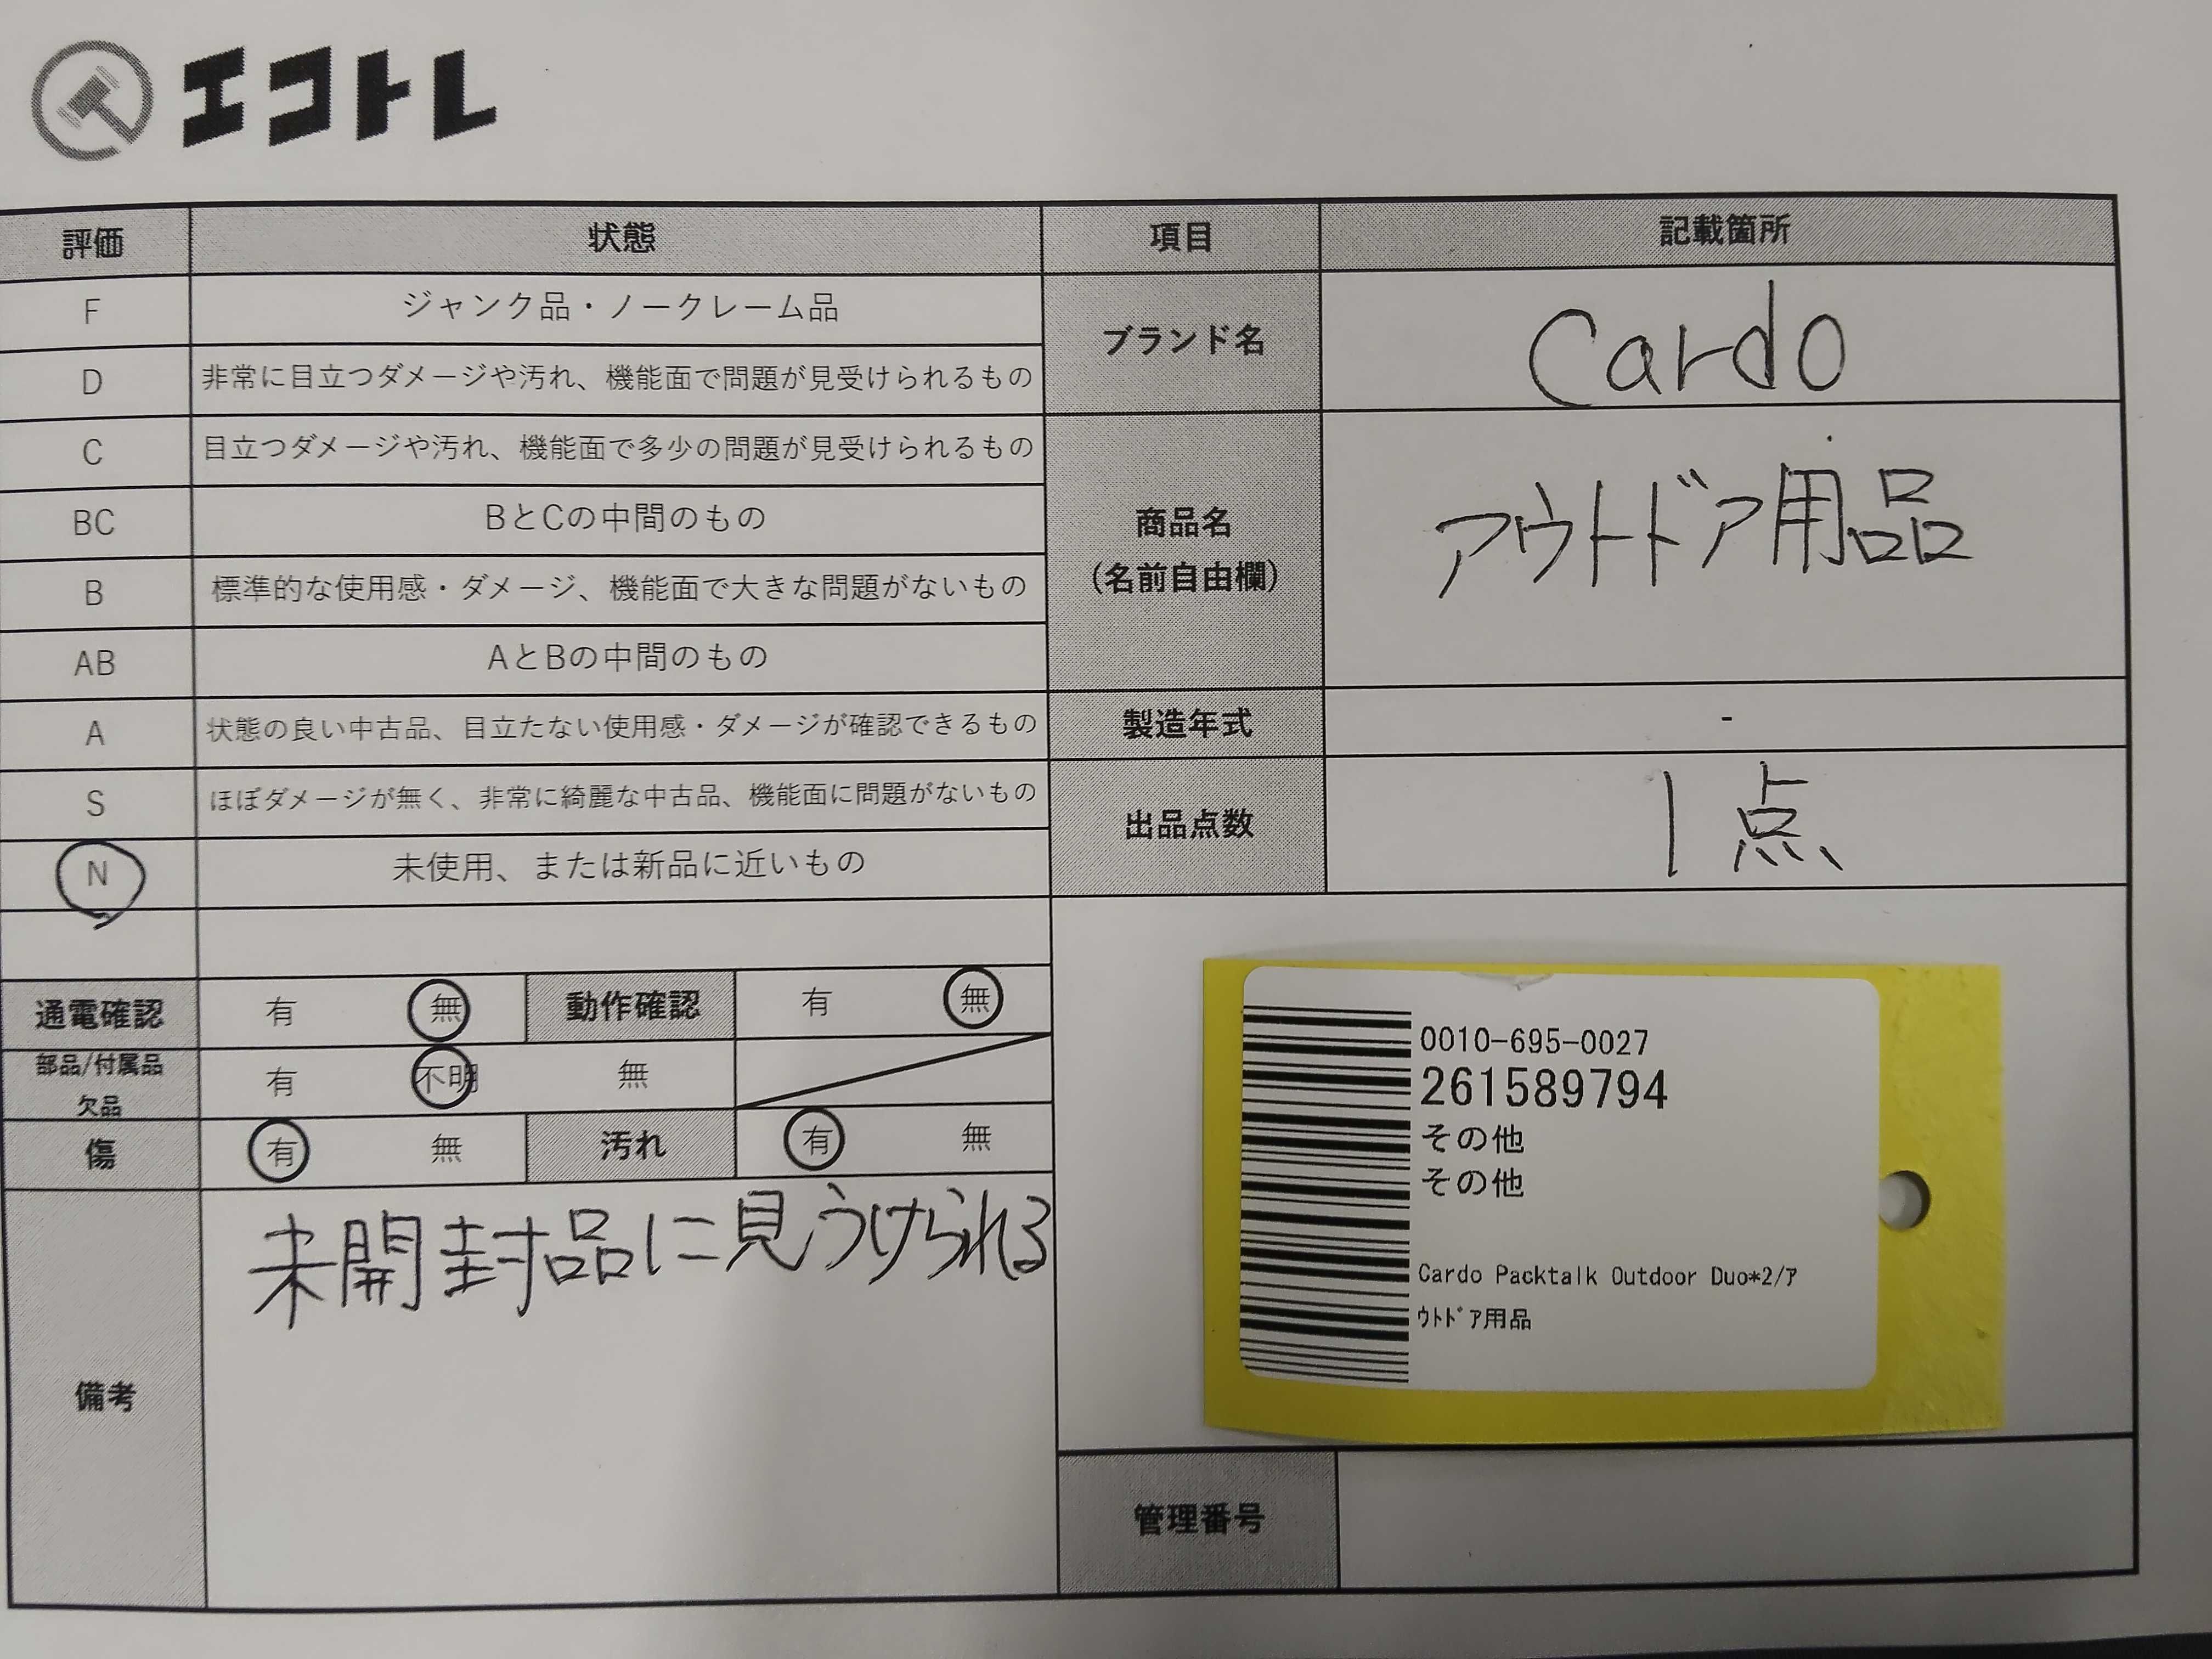 エコトレ
評価 状態 項目 記載箇所
F ジャンク品・ノークレーム品
D 非常に目立つダメージや汚れ、機能面で問題が見受けられるもの
ブランド名 Cardo
C 目立つダメージや汚れ、機能面で多少の問題が見受けられるもの
BC BとCの中間のもの
B 標準的な使用感・ダメージ、機能面で大きな問題がないもの
AB AとBの中間のもの
商品名
(名前自由欄)
アウトドア用品
A 状態の良い中古品、目立たない使用感・ダメージが確認できるもの
製造年式 -
S ほぼダメージが無く、非常に綺麗な中古品、機能面に問題がないもの
N 未使用、または新品に近いもの
出品点数 1点
通電確認 有 無 動作確認 有 無
部品/付属品
欠品
有 不明 無
傷 有 無 汚れ 有 無
備考 未開封品に見うけられる
0010-695-0027
261589794
その他
その他
Cardo Packtalk Outdoor Duo*2/ｱ
ｳﾄﾄﾞｱ用品
管理番号